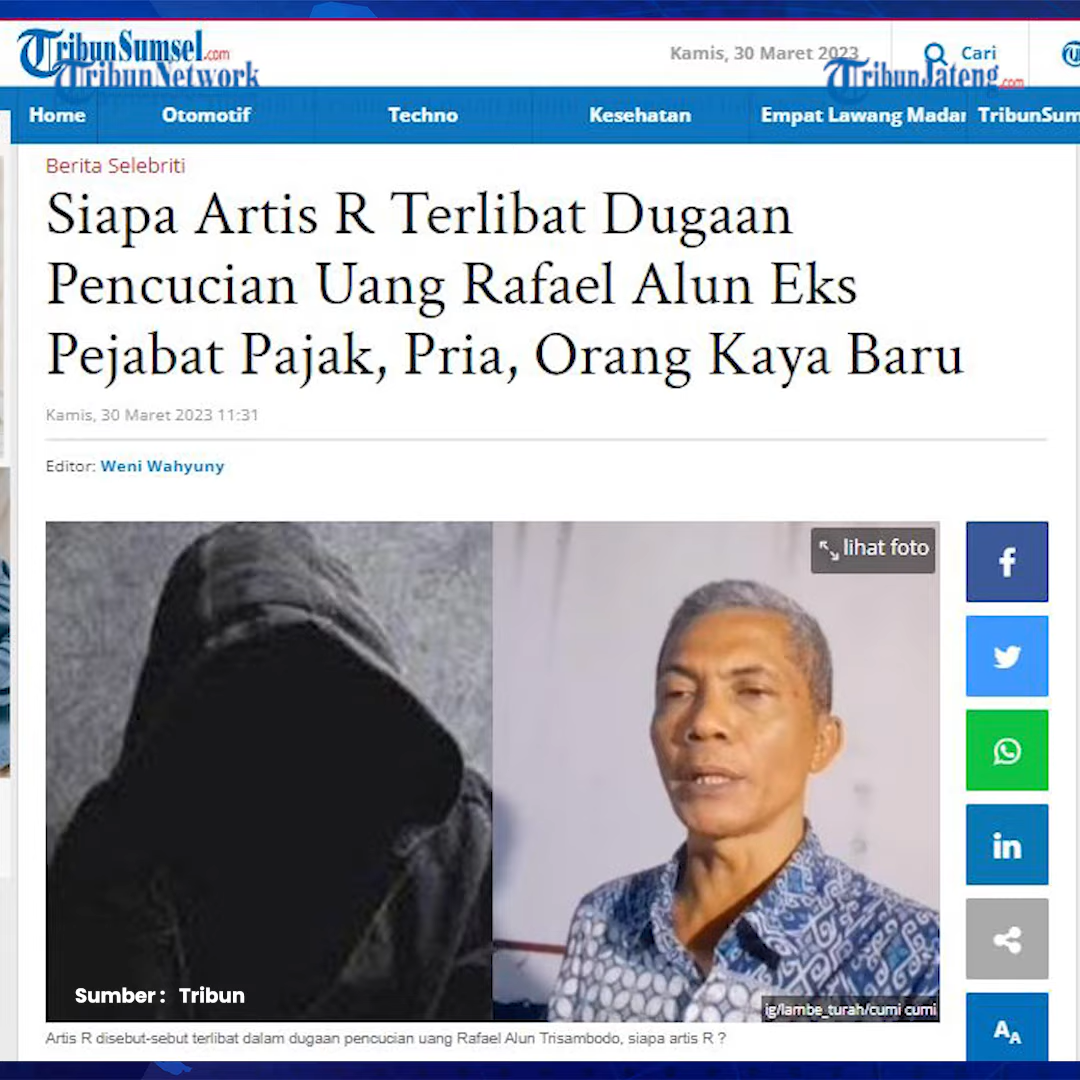 TribunSumsel.com
TribunNetwork
Kamis, 30 Maret 2023
Cari
TribunJateng.com
Home
Otomotif
Techno
Kesehatan
Empat Lawang Madan
TribunSum
Berita Selebriti
Siapa Artis R Terlibat Dugaan
Pencucian Uang Rafael Alun Eks
Pejabat Pajak, Pria, Orang Kaya Baru
Kamis, 30 Maret 2023 11:31
Editor: Weni Wahyuny
lihat foto
Sumber : Tribun
ig/lambe_turah/cumi cumi
AA
Artis R disebut-sebut terlibat dalam dugaan pencucian uang Rafael Alun Trisambodo, siapa artis R ?